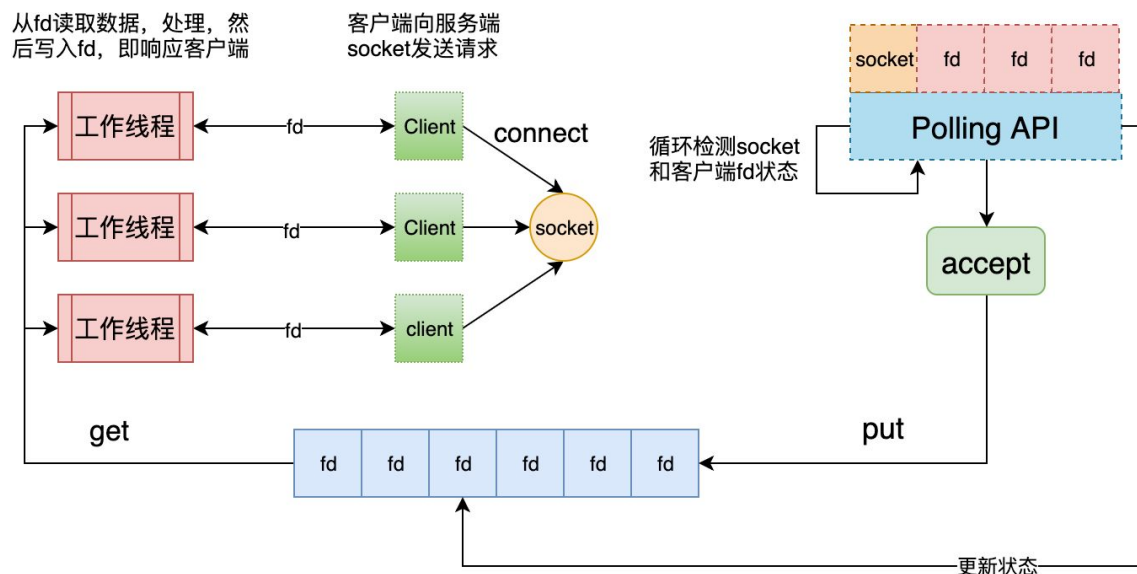 从fd读取数据，处理，然
后写入fd，即响应客户端
客户端向服务端
socket发送请求
socket fd fd fd
Polling API
循环检测socket
和客户端fd状态
工作线程 fd Client
connect
工作线程 fd Client socket
accept
工作线程 fd client
get
put
fd fd fd fd fd fd
更新状态